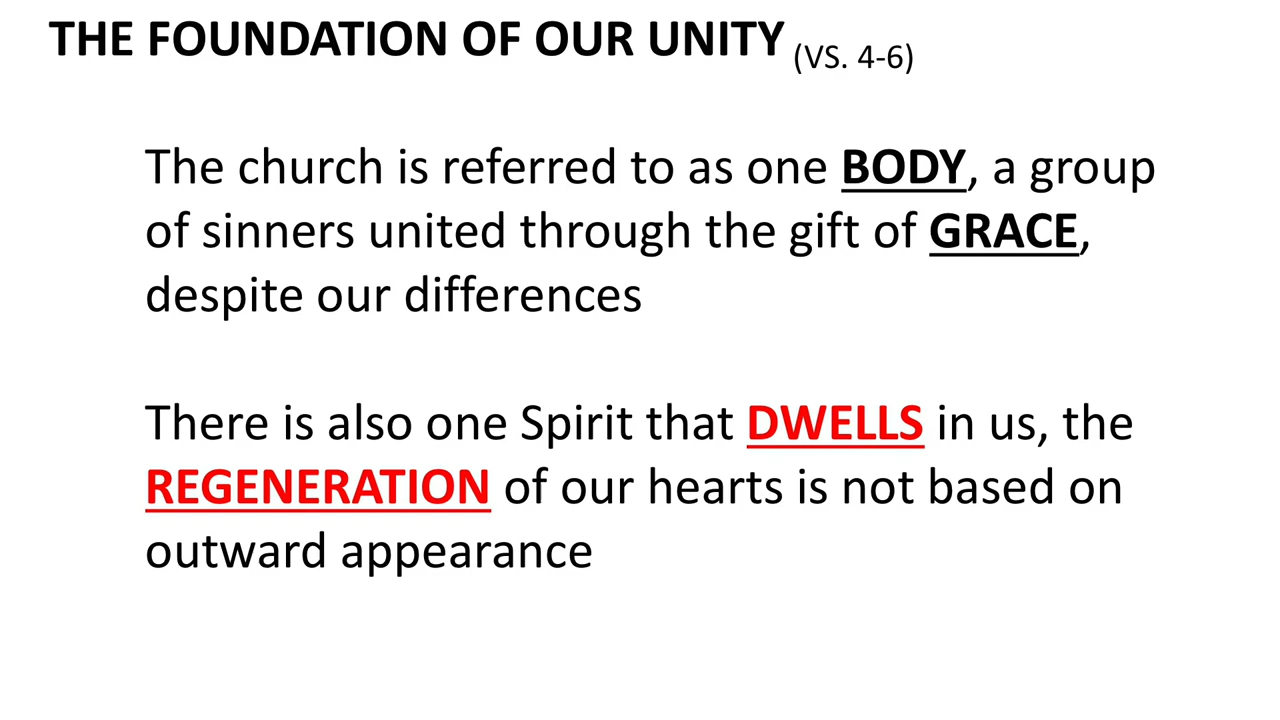 THE FOUNDATION OF OUR UNITY (VS. 4-6)
The church is referred to as one BODY, a group
of sinners united through the gift of GRACE,
despite our differences
There is also one Spirit that DWELLS in us, the
REGENERATION of our hearts is not based on
outward appearance